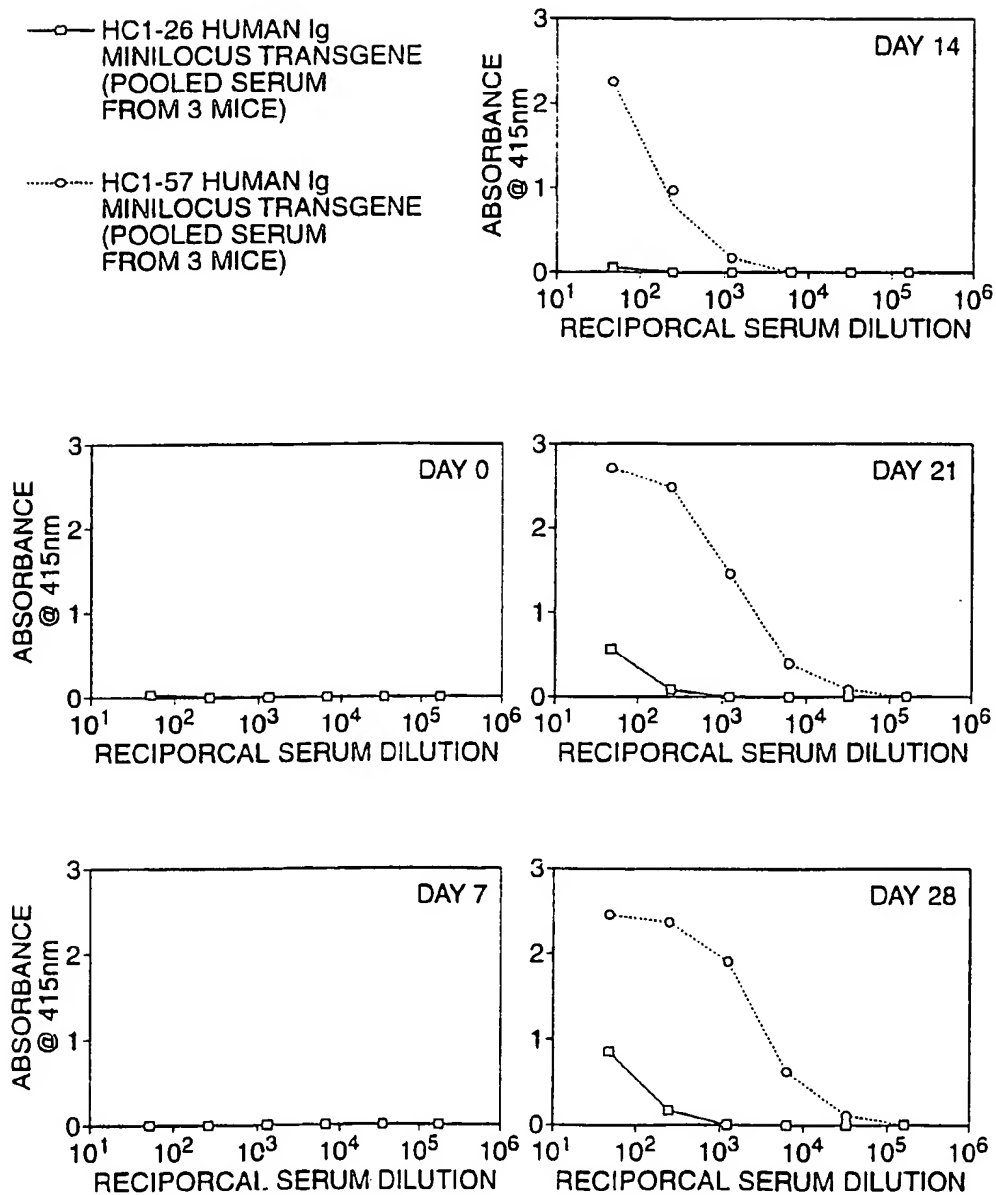 HC1-26 HUMAN Ig
MINILOCUS TRANSGENE
(POOLED SERUM
FROM 3 MICE)
HC1-57 HUMAN Ig
MINILOCUS TRANSGENE
(POOLED SERUM
FROM 3 MICE)
DAY 14
ABSORBANCE
@ 415nm
3
2
1
0
10¹ 10² 10³ 10⁴ 10⁵ 10⁶
RECIPORCAL SERUM DILUTION
DAY 0
ABSORBANCE
@ 415nm
3
2
1
0
10¹ 10² 10³ 10⁴ 10⁵ 10⁶
RECIPORCAL SERUM DILUTION
DAY 21
3
2
1
0
10¹ 10² 10³ 10⁴ 10⁵ 10⁶
RECIPORCAL SERUM DILUTION
DAY 7
ABSORBANCE
@ 415nm
3
2
1
0
10¹ 10² 10³ 10⁴ 10⁵ 10⁶
RECIPORCAL SERUM DILUTION
DAY 28
3
2
1
0
10¹ 10² 10³ 10⁴ 10⁵ 10⁶
RECIPORCAL SERUM DILUTION